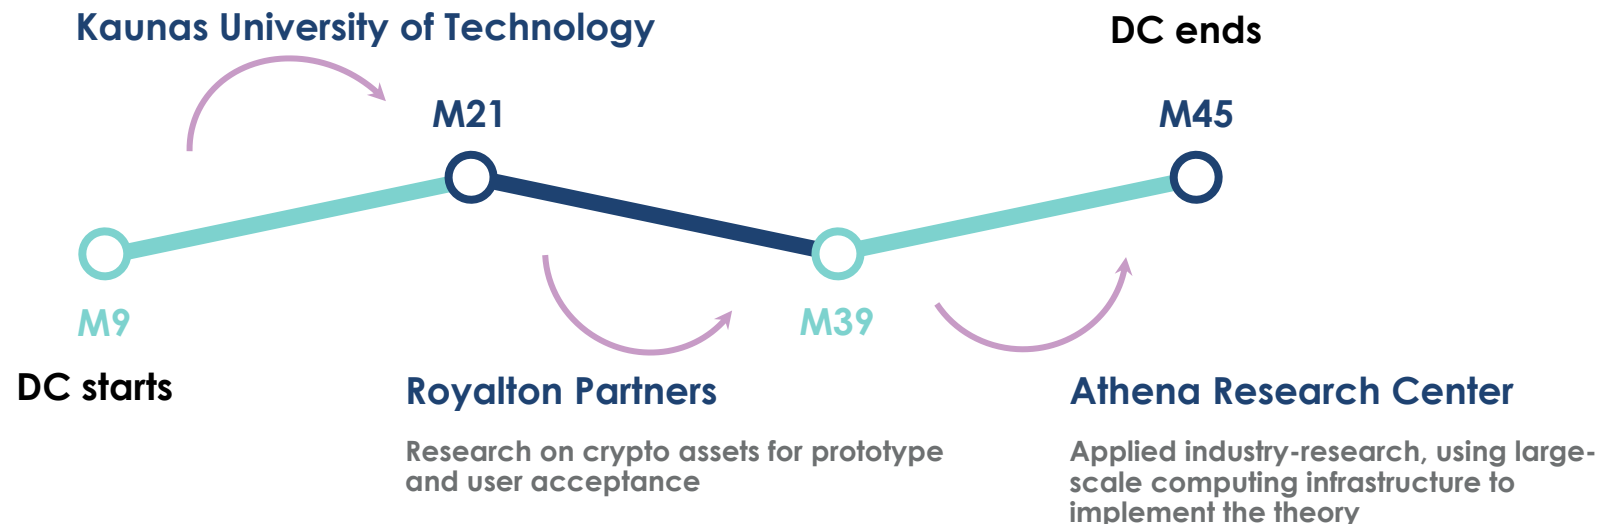 Kaunas University of Technology
DC ends
M21
M45
M9
M39
DC starts
Royalton Partners
Research on crypto assets for prototype
and user acceptance
Athena Research Center
Applied industry-research, using large-
scale computing infrastructure to
implement the theory